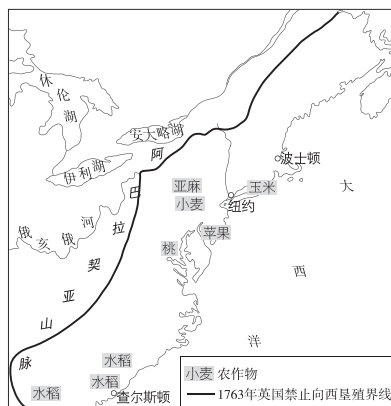 休伦湖
安大略湖
伊利湖
俄亥俄河
阿巴拉契亚山脉
波士顿
大西洋
亚麻
玉米
小麦
纽约
苹果
桃
水稻
水稻
水稻
查尔斯顿
小麦 农作物
1763年英国禁止向西垦殖界线